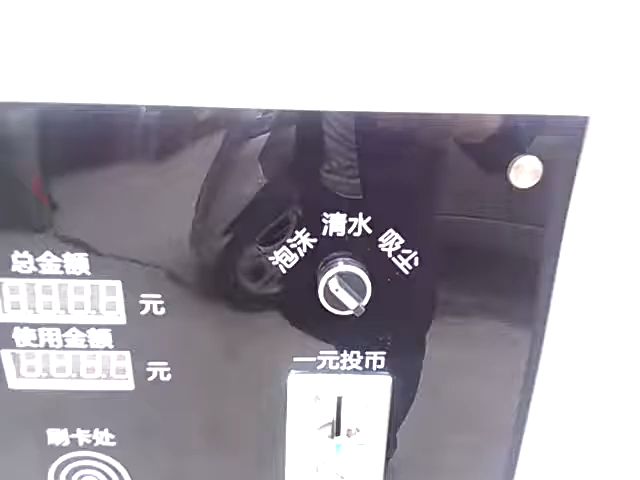 泡沫 清水 吸尘
总金额
元
使用金额
元
一元投币
刷卡处